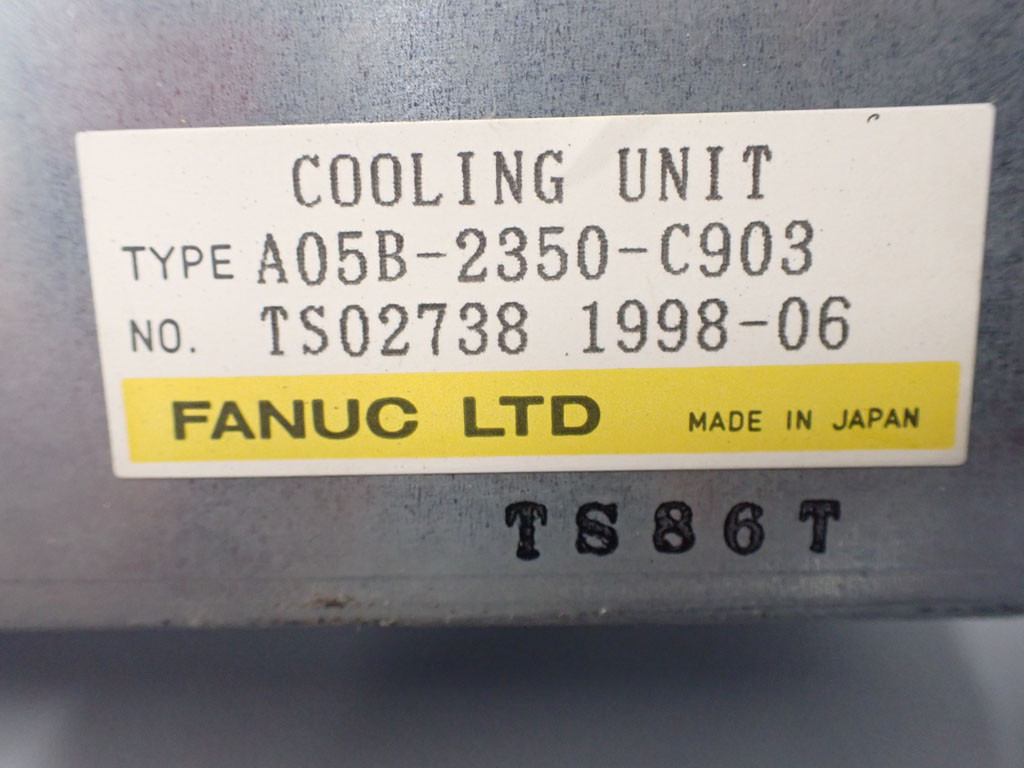 COOLING UNIT
TYPE A05B-2350-C903
NO. TS02738 1998-06
FANUC LTD MADE IN JAPAN
TS86T